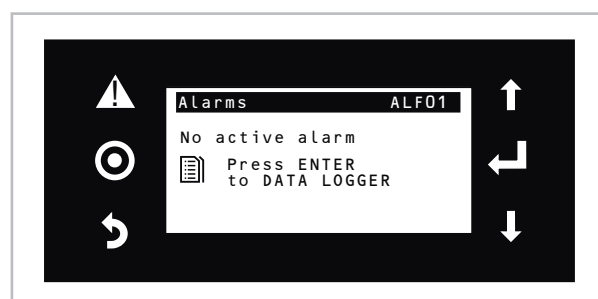 Alarms ALF01
No active alarm
Press ENTER
to DATA LOGGER